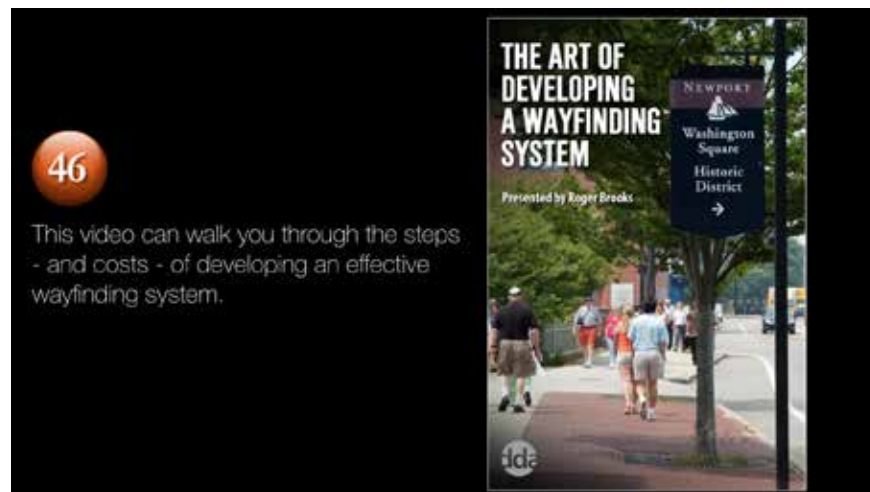 46
This video can walk you through the steps
- and costs - of developing an effective
wayfinding system.
THE ART OF
DEVELOPING
A WAYFINDING
SYSTEM
Presented by Roger Brooks
NEWPORT
Washington
Square
Historic
District
→
dda